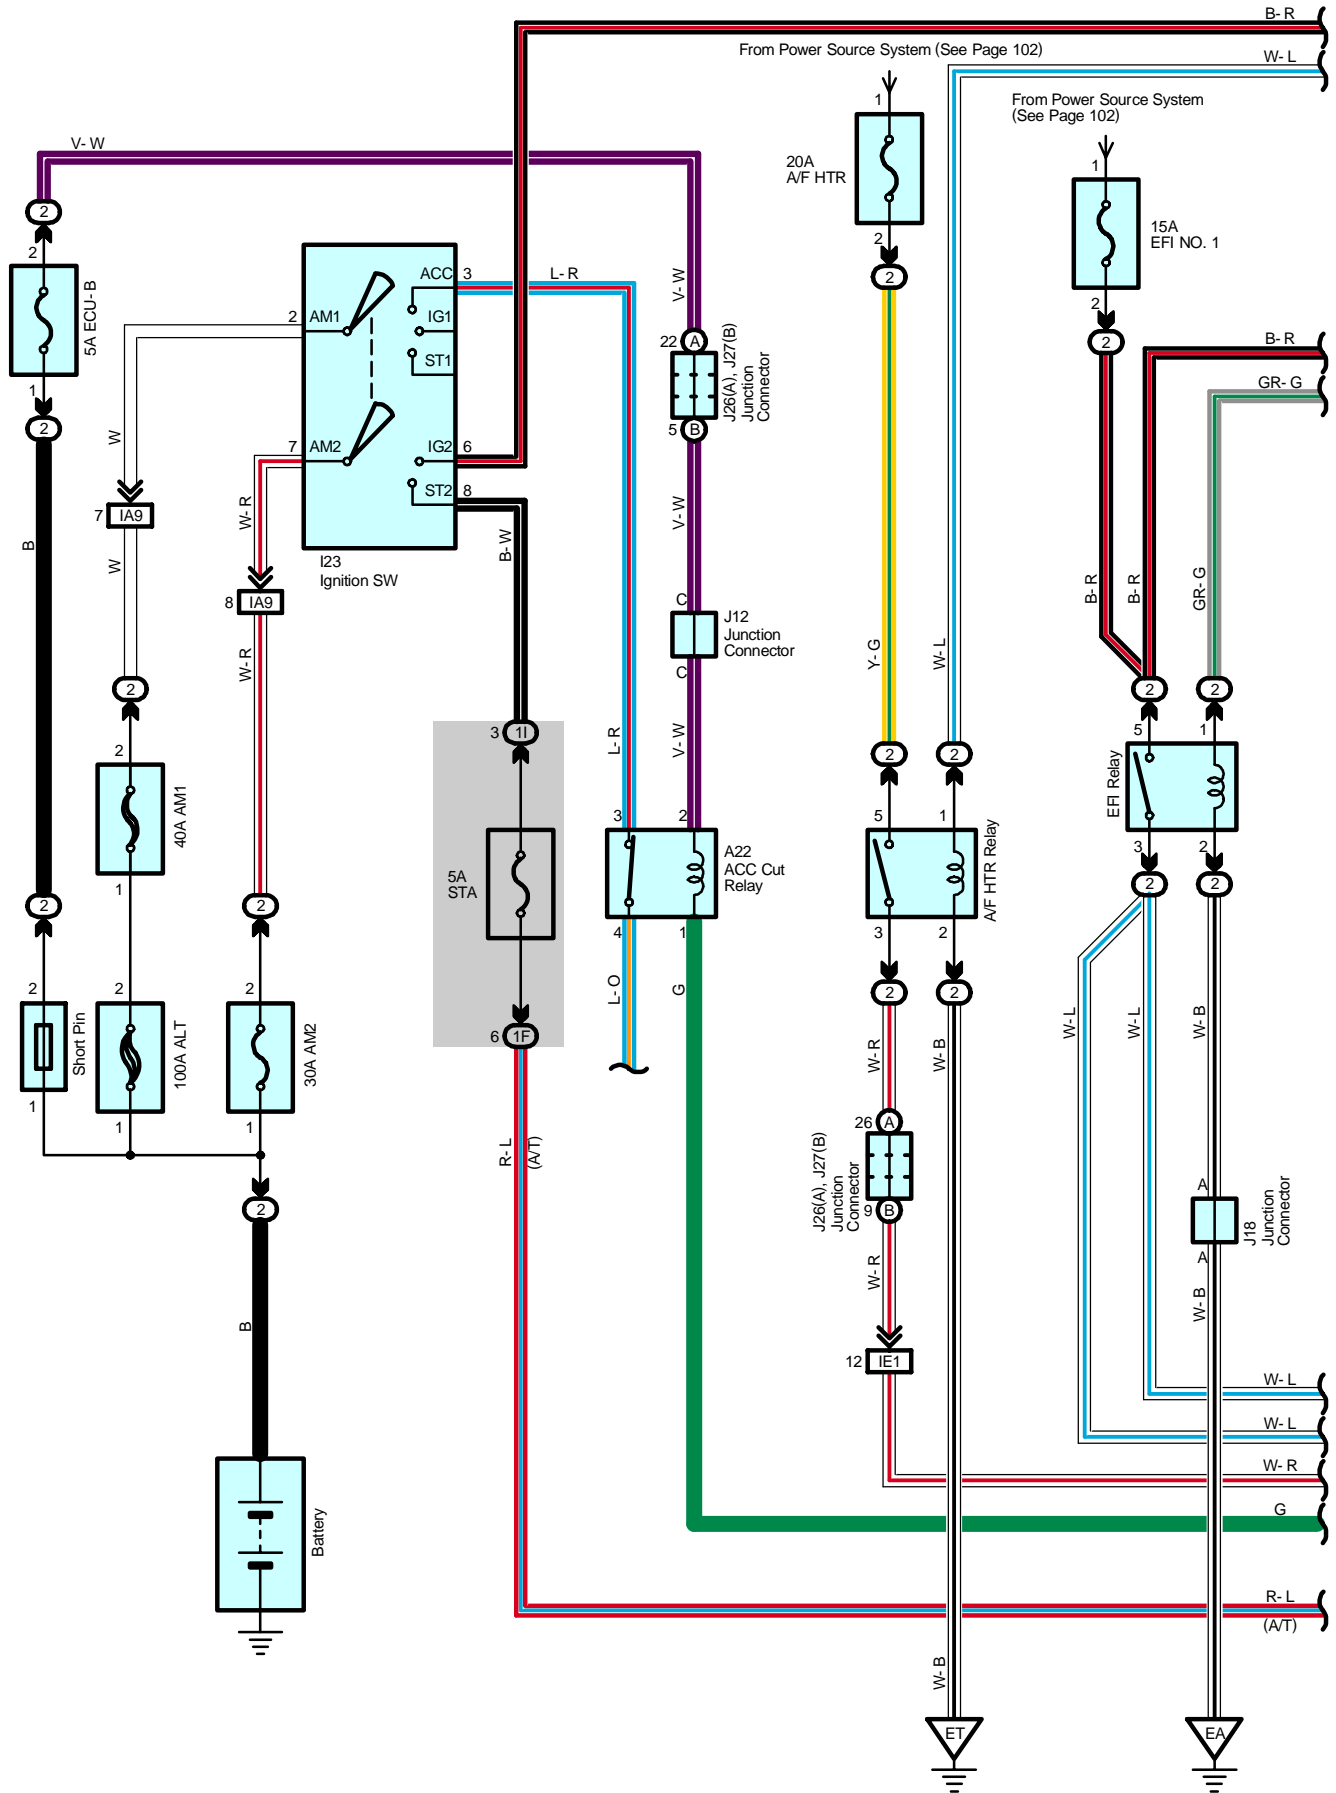 B- R
From Power Source System (See Page 102)
W- L
From Power Source System
(See Page 102)
1
V- W
20A
A/F HTR
1
2
15A
EFI NO. 1
2
2
2
2
2
5A ECU- B
1
2
ACC 3
L- R
V- W
2 AM1
IG1
ST1
22 A
J26(A), J27(B)
Junction
Connector
5 B
B- R
GR- G
7 AM2
IG2 6
ST2 8
W
W- R
B- W
V- W
I23
Ignition SW
7 IA9
B
W
8 IA9
W- R
C
J12
Junction
Connector
C
Y- G
W- L
B- R
B- R
GR- G
2
2
2
3 1I
L- R
V- W
2
2
5
1
EFI Relay
2
40A AM1
1
3
2
5
1
3
2
5A
STA
A22
ACC Cut
Relay
A/F HTR Relay
2
2
2
2
4
1
3
2
L- O
G
2
2
2
2
Short Pin
100A ALT
30A AM2
1
1
1
6 1F
W- L
W- L
W- B
W- R
W- B
R- L
(A/T)
26 A
J26(A), J27(B)
Junction
Connector
9 B
2
A
J18
Junction
Connector
A
W- R
W- B
B
12 IE1
W- L
W- L
W- R
G
Battery
R- L
(A/T)
W- B
ET
EA